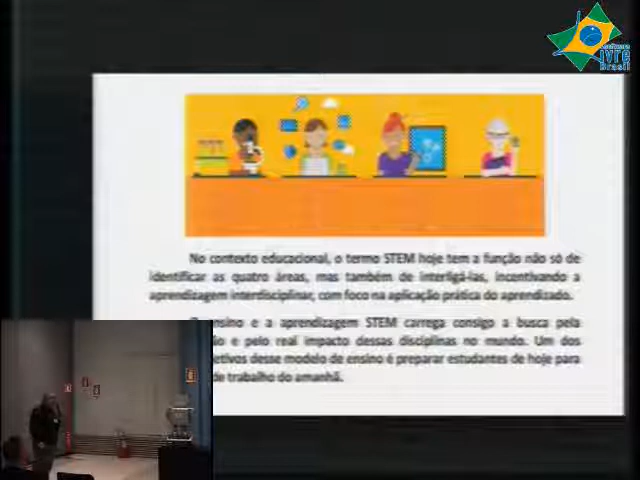 Livre
Brasil
No contexto educacional, o termo STEM hoje tem a função não só de
identificar as quatro áreas, mas também de interligá-las, incentivando a
aprendizagem interdisciplinar, com foco na aplicação prática do aprendizado.
ensino e a aprendizagem STEM carrega consigo a busca pela
e pelo real impacto dessas disciplinas no mundo. Um dos
desse modelo de ensino é preparar estudantes de hoje para
de trabalho do amanhã.